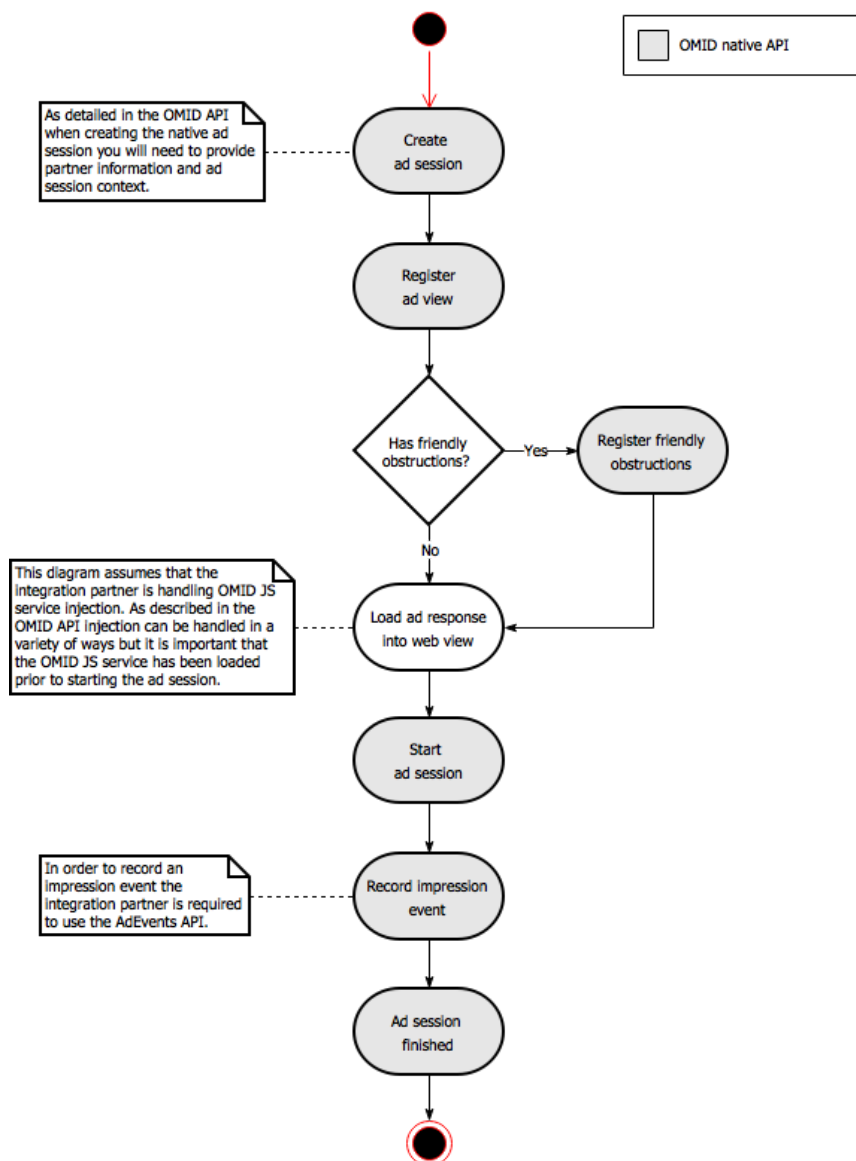 OMID native API
As detailed in the OMID API
when creating the native ad
session you will need to provide
partner information and ad
session context.
Create
ad session
Register
ad view
Has friendly
obstructions?
Yes
Register friendly
obstructions
No
This diagram assumes that the
integration partner is handling OMID JS
service injection. As described in the
OMID API injection can be handled in a
variety of ways but it is important that
the OMID JS service has been loaded
prior to starting the ad session.
Load ad response
into web view
Start
ad session
In order to record an
impression event the
integration partner is required
to use the AdEvents API.
Record impression
event
Ad session
finished